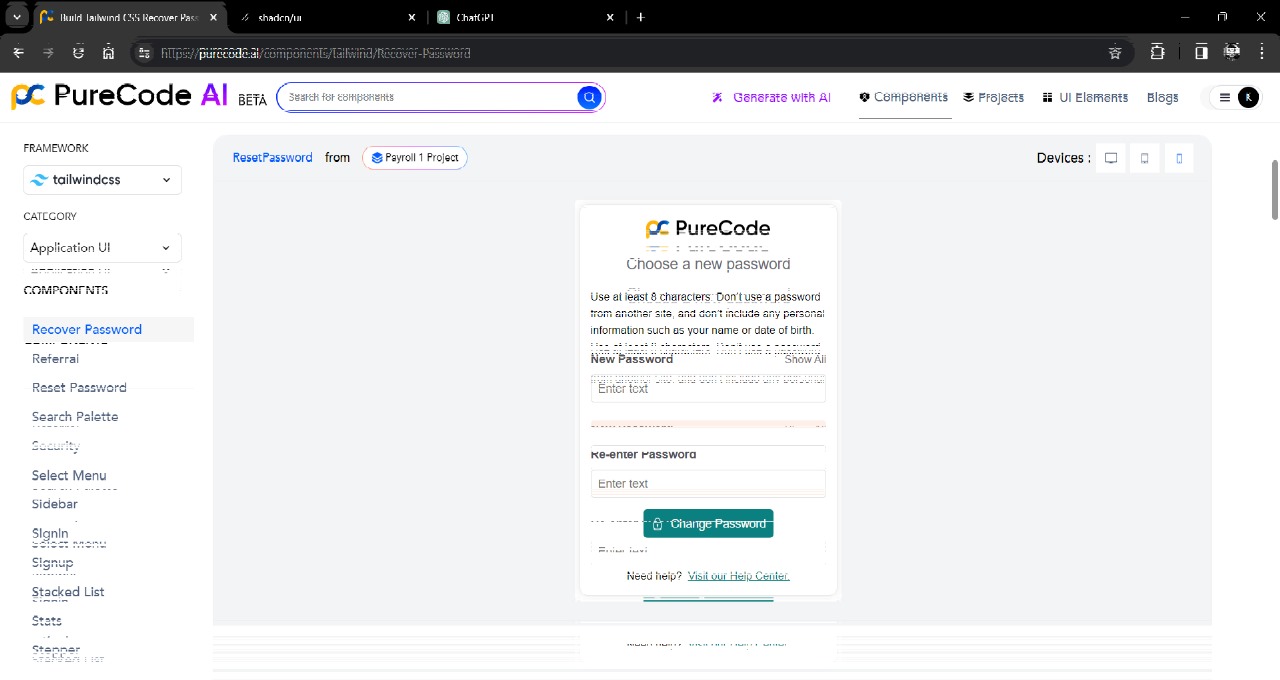 Build Tailwind CSS Recover Pass
shadcn/ui
ChatGPT
https://purecode.ai/components/tailwind/Recover-Password
PureCode AI BETA
Search for components
Generate with AI
Components
Projects
UI Elements
Blogs
K
FRAMEWORK
tailwindcss
CATEGORY
Application UI
COMPONENTS
Recover Password
Referral
Reset Password
Search Palette
Security
Select Menu
Sidebar
SignIn
Signup
Stacked List
Stats
Stepper
ResetPassword from Payroll 1 Project
Devices :
PureCode
Choose a new password
Use at least 8 characters. Don't use a password
from another site, and don't include any personal
information such as your name or date of birth.
New Password Show All
Enter text
Re-enter Password
Enter text
Change Password
Need help? Visit our Help Center.